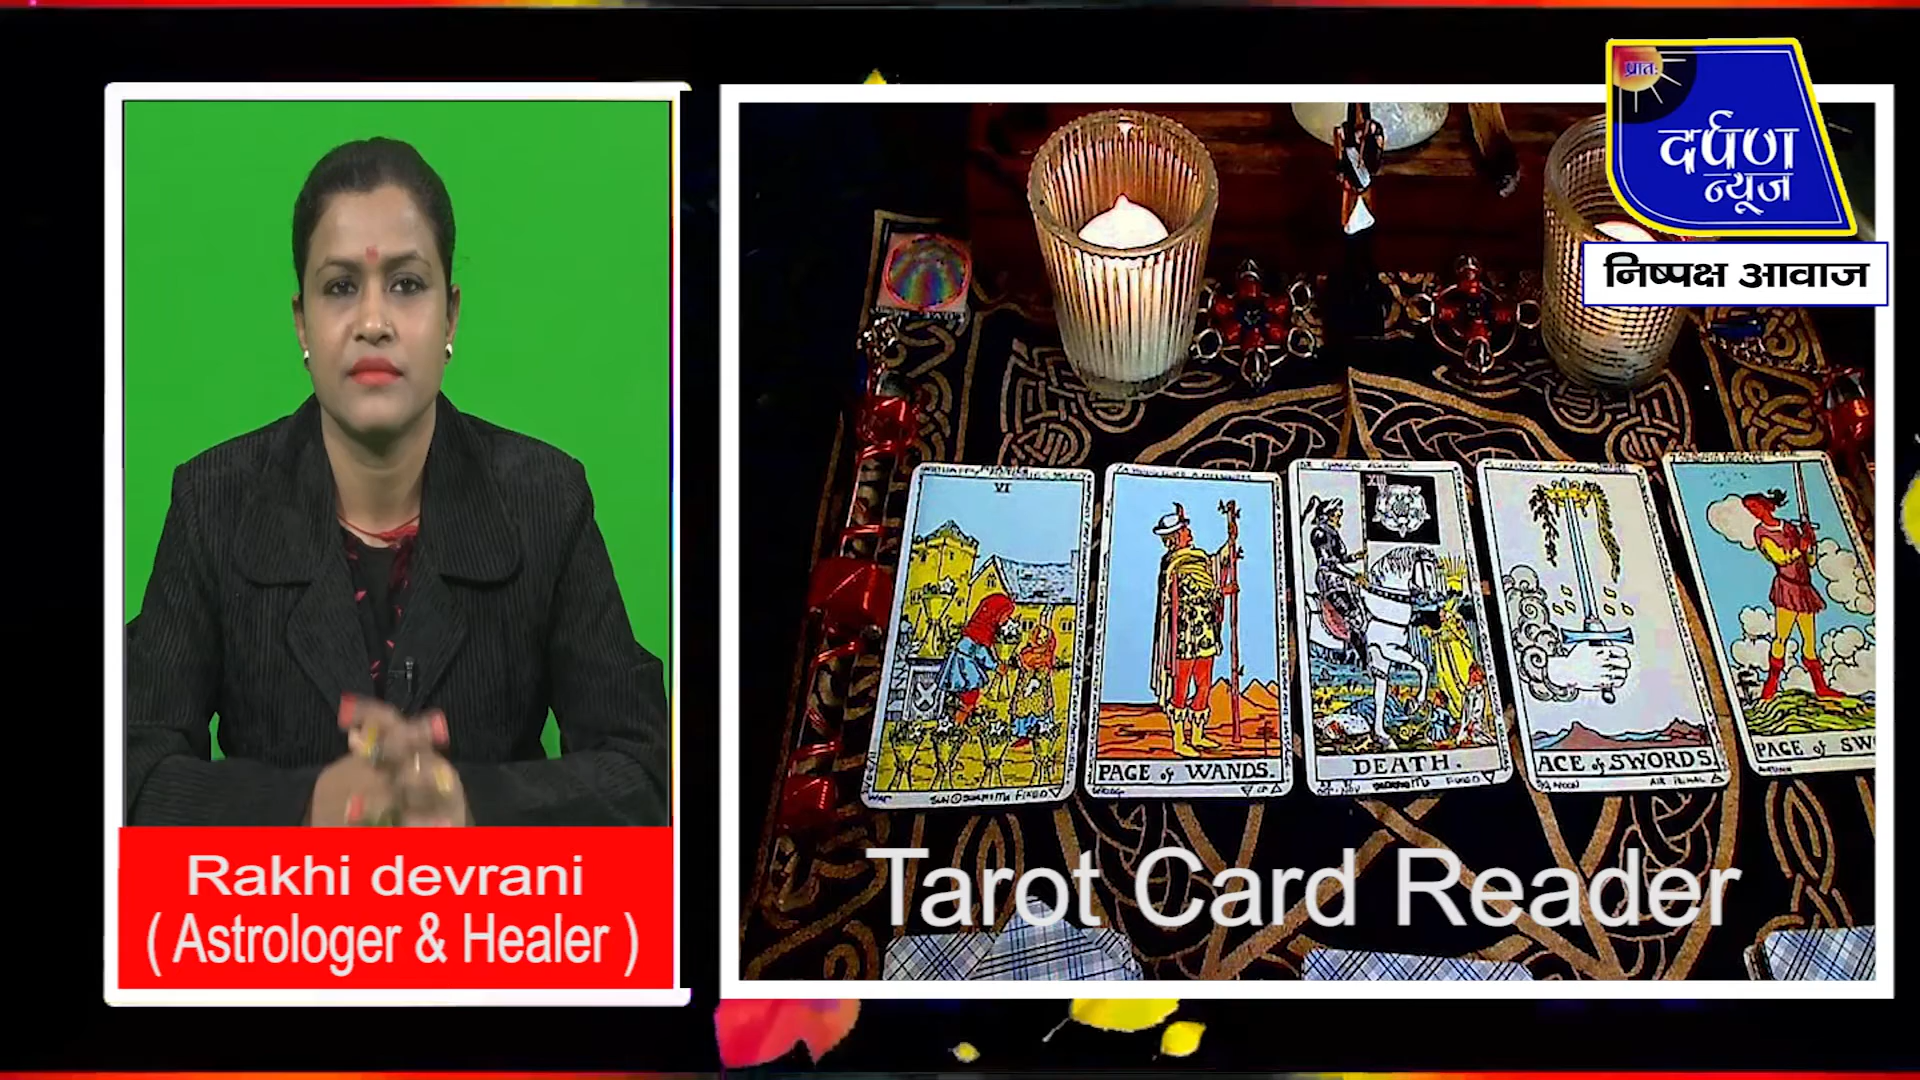 प्रातः
दर्पण
न्यूज
निष्पक्ष आवाज
VI
XIII
PAGE of WANDS.
DEATH.
ACE of SWORDS
PAGE of SW
Tarot Card Reader
Rakhi devrani
( Astrologer & Healer )